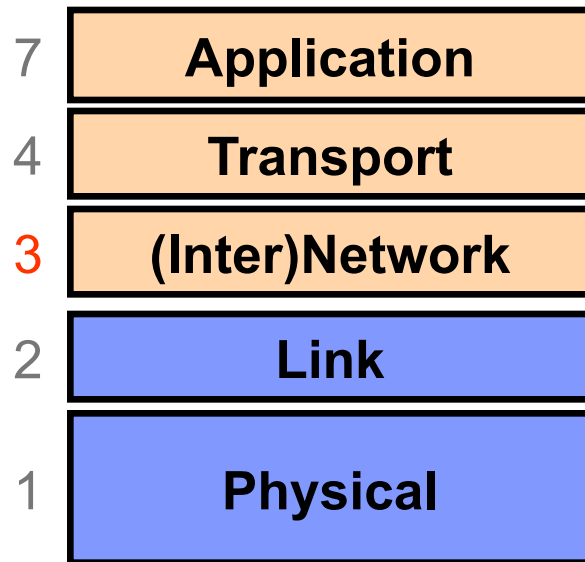 7 Application
4 Transport
3 (Inter)Network
2 Link
1 Physical